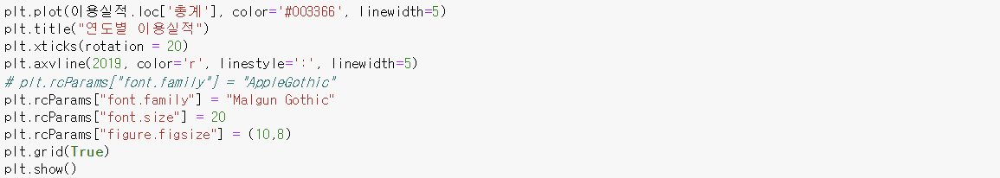 plt.plot(이용실적.loc['총계'], color='#003366', linewidth=5)
plt.title("연도별 이용실적")
plt.xticks(rotation = 20)
plt.axvline(2019, color='r', linestyle=':', linewidth=5)
# plt.rcParams["font.family"] = "AppleGothic"
plt.rcParams["font.family"] = "Malgun Gothic"
plt.rcParams["font.size"] = 20
plt.rcParams["figure.figsize"] = (10,8)
plt.grid(True)
plt.show()